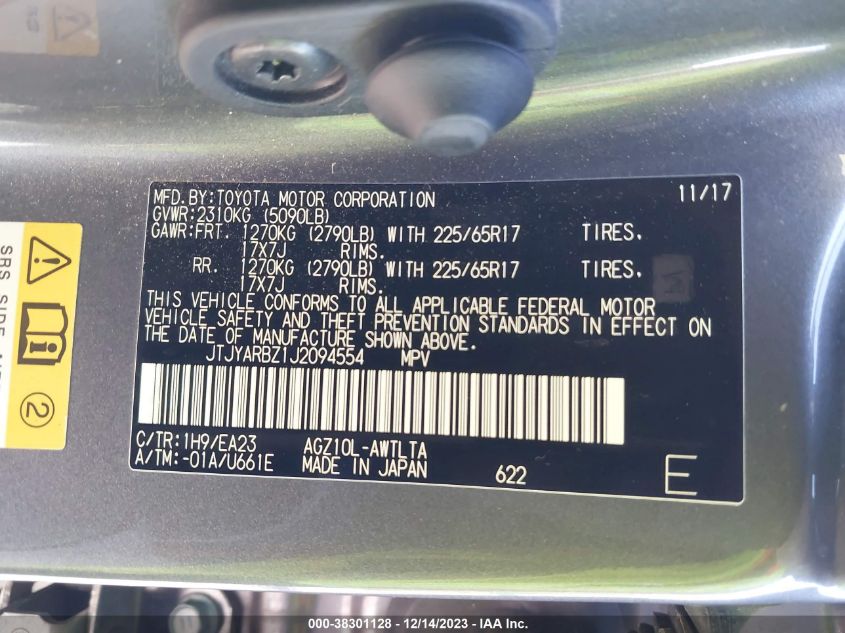 MFD.BY:TOYOTA MOTOR CORPORATION 11/17
GVWR:2310KG (5090LB)
GAWR:FRT. 1270KG (2790LB) WITH 225/65R17 TIRES.
17X7J RIMS.
RR. 1270KG (2790LB) WITH 225/65R17 TIRES.
17X7J RIMS.
THIS VEHICLE CONFORMS TO ALL APPLICABLE FEDERAL MOTOR
VEHICLE SAFETY AND THEFT PREVENTION STANDARDS IN EFFECT ON
THE DATE OF MANUFACTURE SHOWN ABOVE.
JTJYARBZ1J2094554 MPV
C/TR:1H9/EA23 AGZ10L-AWTLTA
A/TM:-01A/U661E MADE IN JAPAN 622 E
SRS SIDE
2
000-38301128 - 12/14/2023 - IAA Inc.